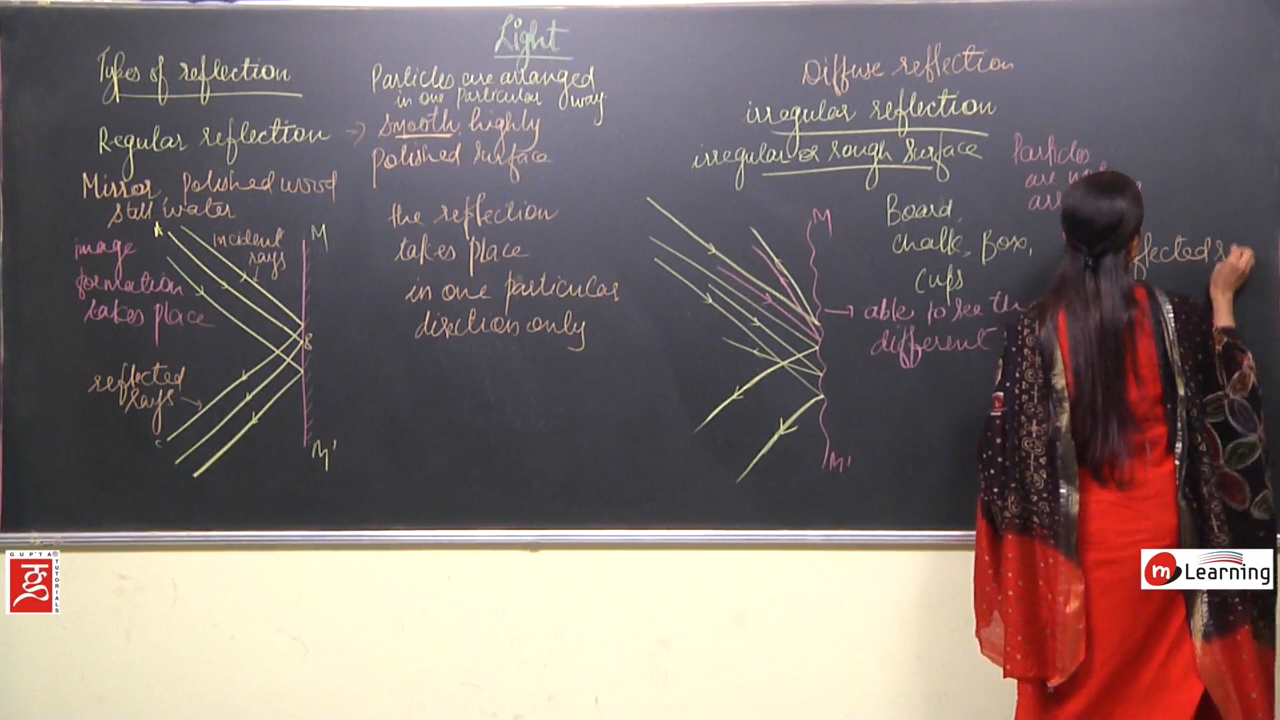 Light
Types of reflection
Regular reflection →
Mirror, Polished wood
still water
image
formation
takes place
A
incident
rays
M
B
reflected
rays
C
M'
Particles are arranged
in one particular way
Smooth, highly
Polished surface
the reflection
takes place
in one particular
direction only
Diffuse reflection
irregular reflection
irregular or rough surface
Particles
are
Board,
chalk, Box,
cups
M
able to see
different
M'
GUPTA®
TUTORIALS
m Learning